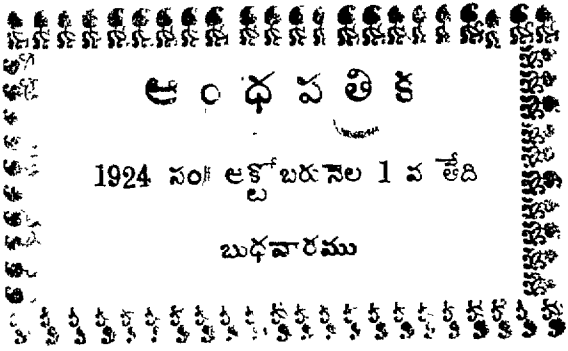 ఆంధ్రపత్రిక
1924 సం॥ అక్టోబరునెల 1 వ తేది
బుధవారము